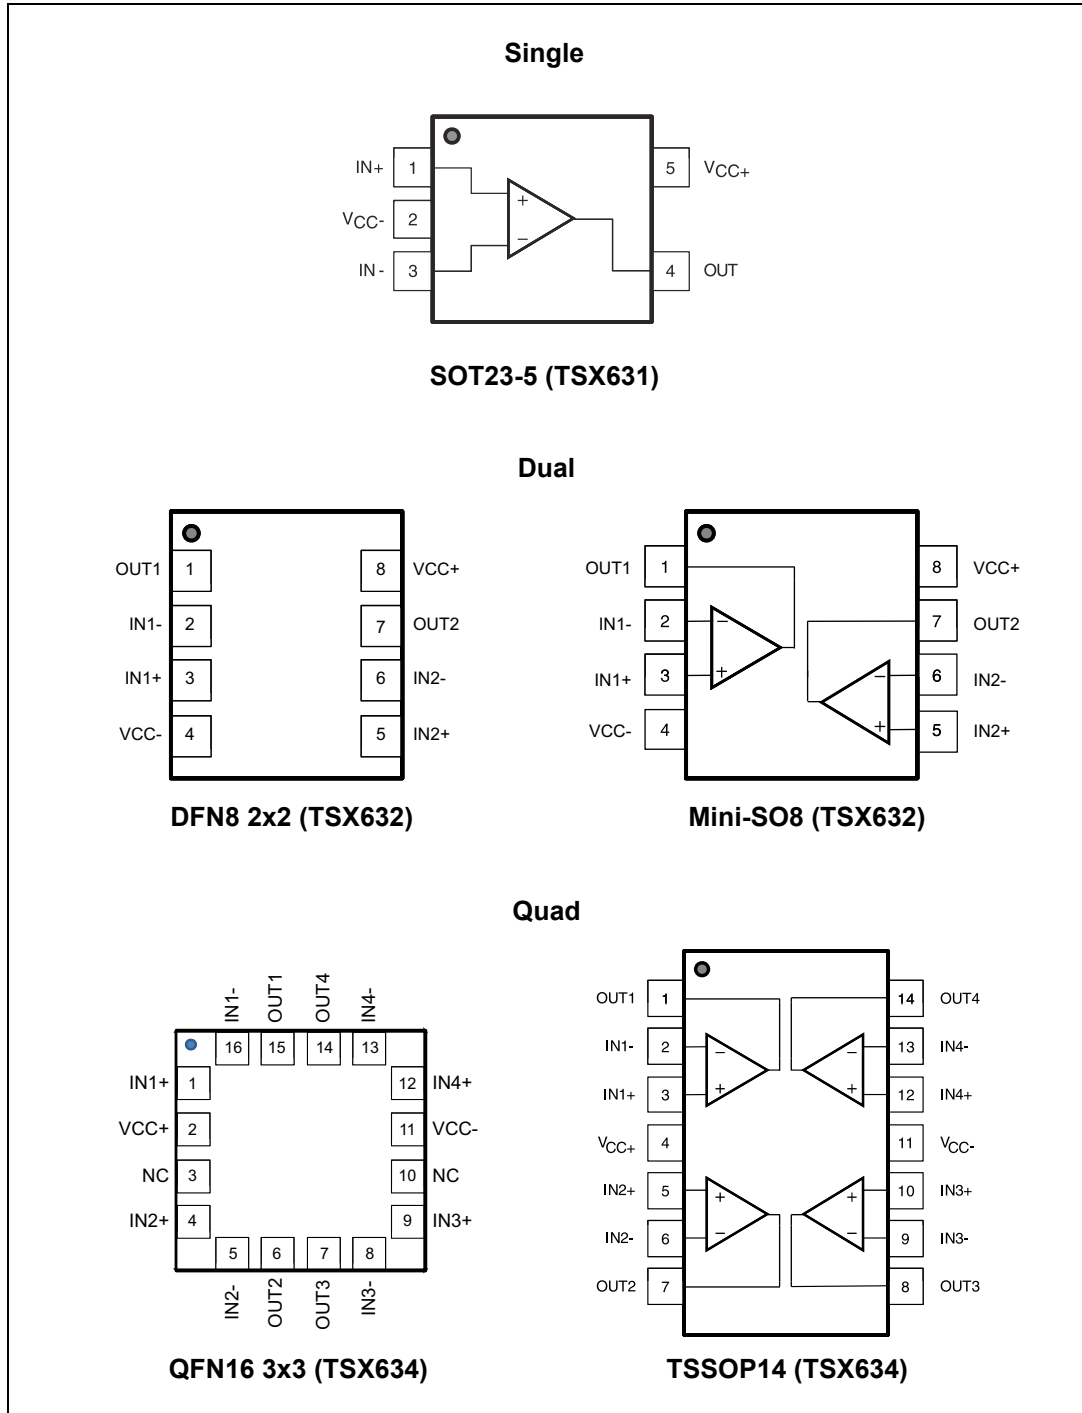 Single
IN+ 1 5 VCC+
VCC- 2
IN - 3 4 OUT
+
−
SOT23-5 (TSX631)
Dual
OUT1 1 8 VCC+
IN1- 2 7 OUT2
IN1+ 3 6 IN2-
VCC- 4 5 IN2+
DFN8 2x2 (TSX632)
OUT1 1 8 VCC+
IN1- 2 − 7 OUT2
IN1+ 3 + − 6 IN2-
VCC- 4 + 5 IN2+
Mini-SO8 (TSX632)
Quad
IN1- OUT1 OUT4 IN4-
16 15 14 13
IN1+ 1 12 IN4+
VCC+ 2 11 VCC-
NC 3 10 NC
IN2+ 4 9 IN3+
5 6 7 8
IN2- OUT2 OUT3 IN3-
QFN16 3x3 (TSX634)
OUT1 1 14 OUT4
IN1- 2 − − 13 IN4-
IN1+ 3 + + 12 IN4+
VCC+ 4 11 VCC-
IN2+ 5 + + 10 IN3+
IN2- 6 − − 9 IN3-
OUT2 7 8 OUT3
TSSOP14 (TSX634)